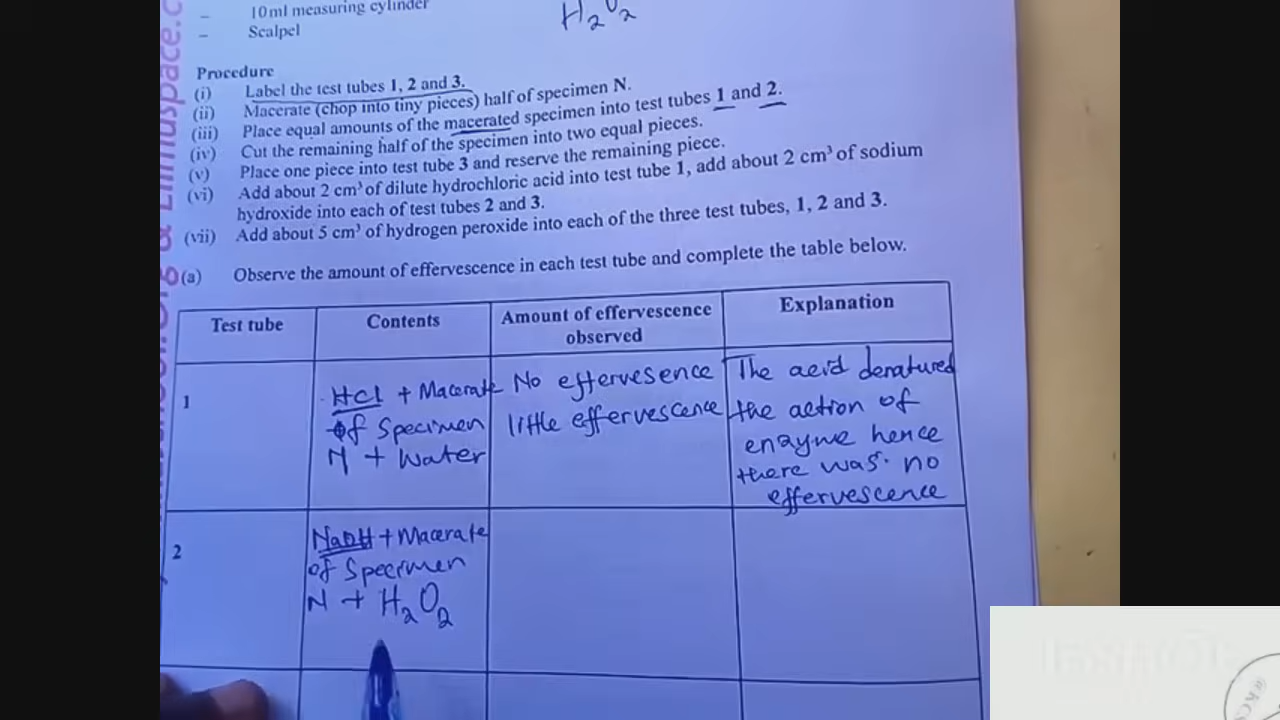 – 10ml measuring cylinder
– Scalpel
H₂O₂
Procedure
(i) Label the test tubes 1, 2 and 3.
(ii) Macerate (chop into tiny pieces) half of specimen N.
(iii) Place equal amounts of the macerated specimen into test tubes 1 and 2.
(iv) Cut the remaining half of the specimen into two equal pieces.
(v) Place one piece into test tube 3 and reserve the remaining piece.
(vi) Add about 2 cm³ of dilute hydrochloric acid into test tube 1, add about 2 cm³ of sodium
hydroxide into each of test tubes 2 and 3.
(vii) Add about 5 cm³ of hydrogen peroxide into each of the three test tubes, 1, 2 and 3.
(a) Observe the amount of effervescence in each test tube and complete the table below.
Test tube
Contents
Amount of effervescence
observed
Explanation
1
HCl + Macerate
of Specimen
N + Water
No effervesence
little effervescence
The acid denatured
the action of
enzyme hence
there was no
effervescence
2
NaOH + Macerate
of Specimen
N + H₂O₂